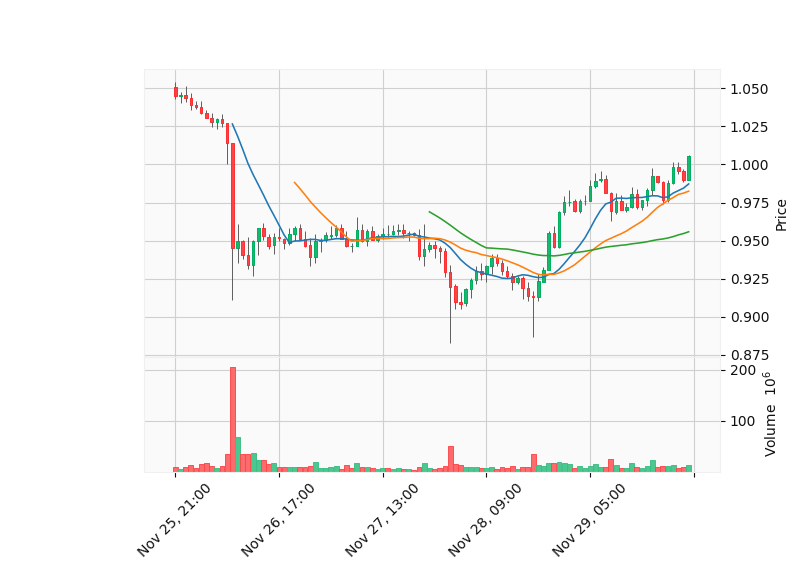 1.050
1.025
1.000
0.975
0.950
0.925
0.900
0.875
Price
200
100
Volume 10^6
Nov 25, 21:00
Nov 26, 17:00
Nov 27, 13:00
Nov 28, 09:00
Nov 29, 05:00